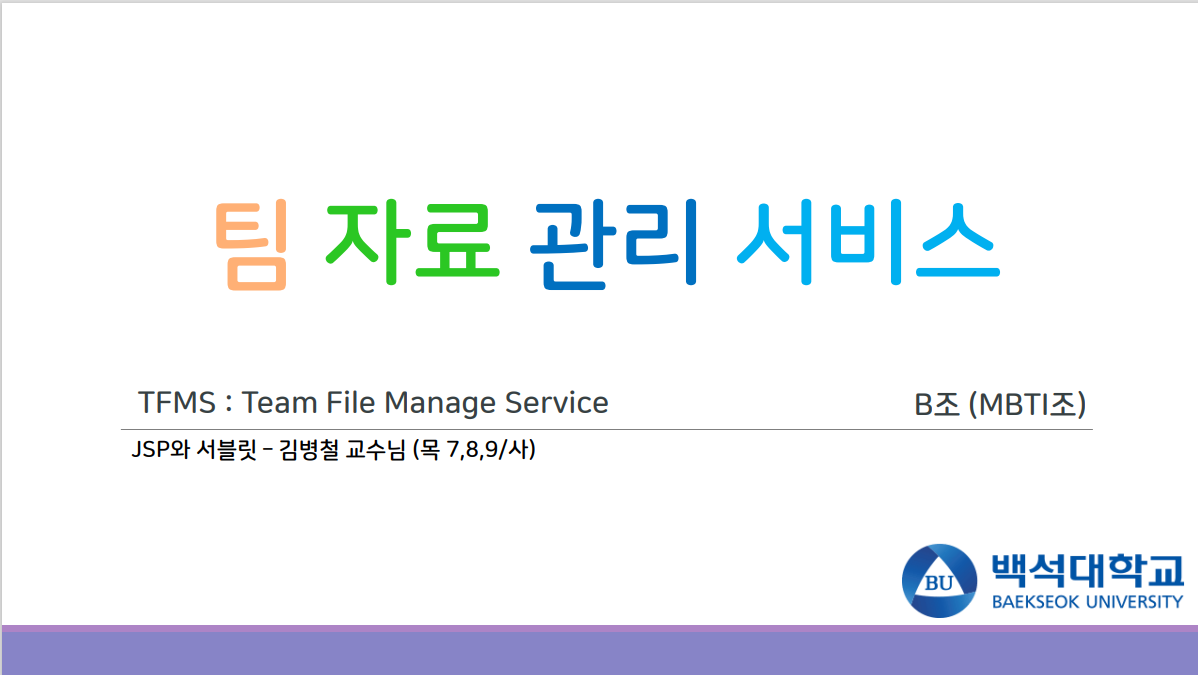 팀 자료 관리 서비스
TFMS : Team File Manage Service
B조 (MBTI조)
JSP와 서블릿 – 김병철 교수님 (목 7,8,9/사)
BU
백석대학교
BAEKSEOK UNIVERSITY